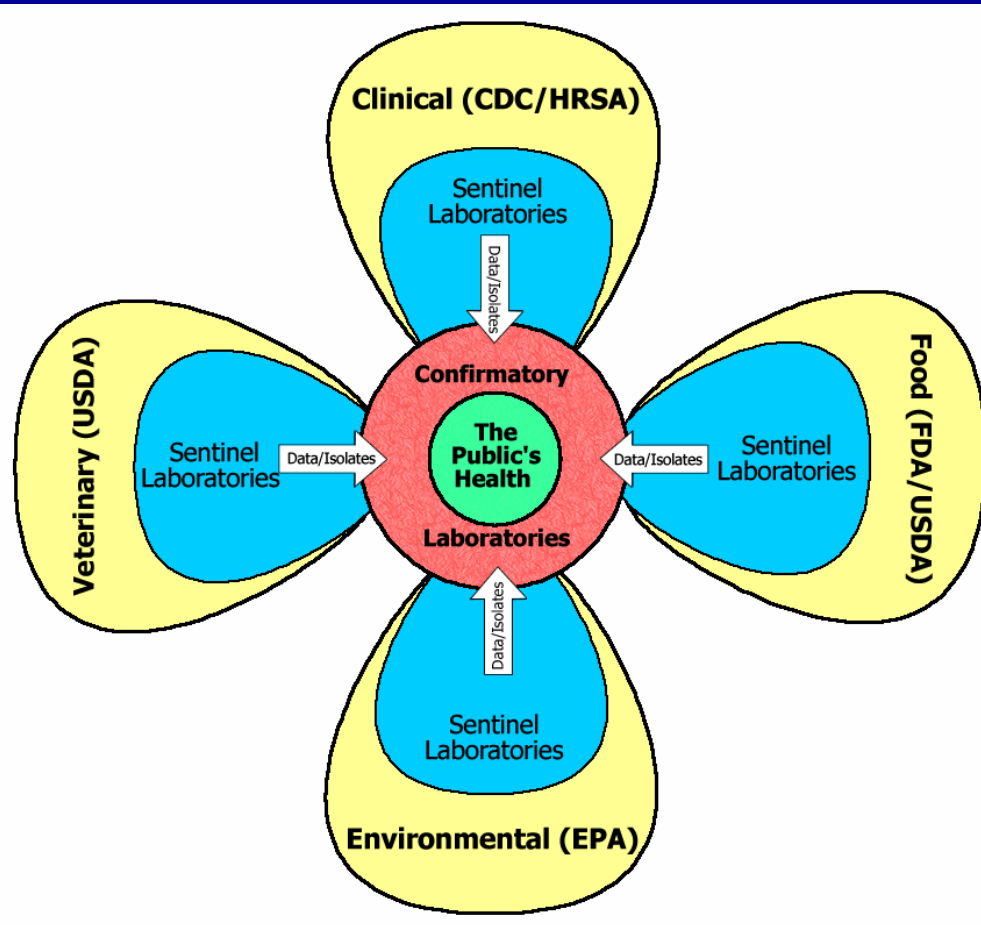 Clinical (CDC/HRSA)
Sentinel
Laboratories
Data/Isolates
Veterinary (USDA)
Sentinel
Laboratories
Data/Isolates
Confirmatory
The
Public's
Health
Laboratories
Data/Isolates
Sentinel
Laboratories
Food (FDA/USDA)
Data/Isolates
Sentinel
Laboratories
Environmental (EPA)